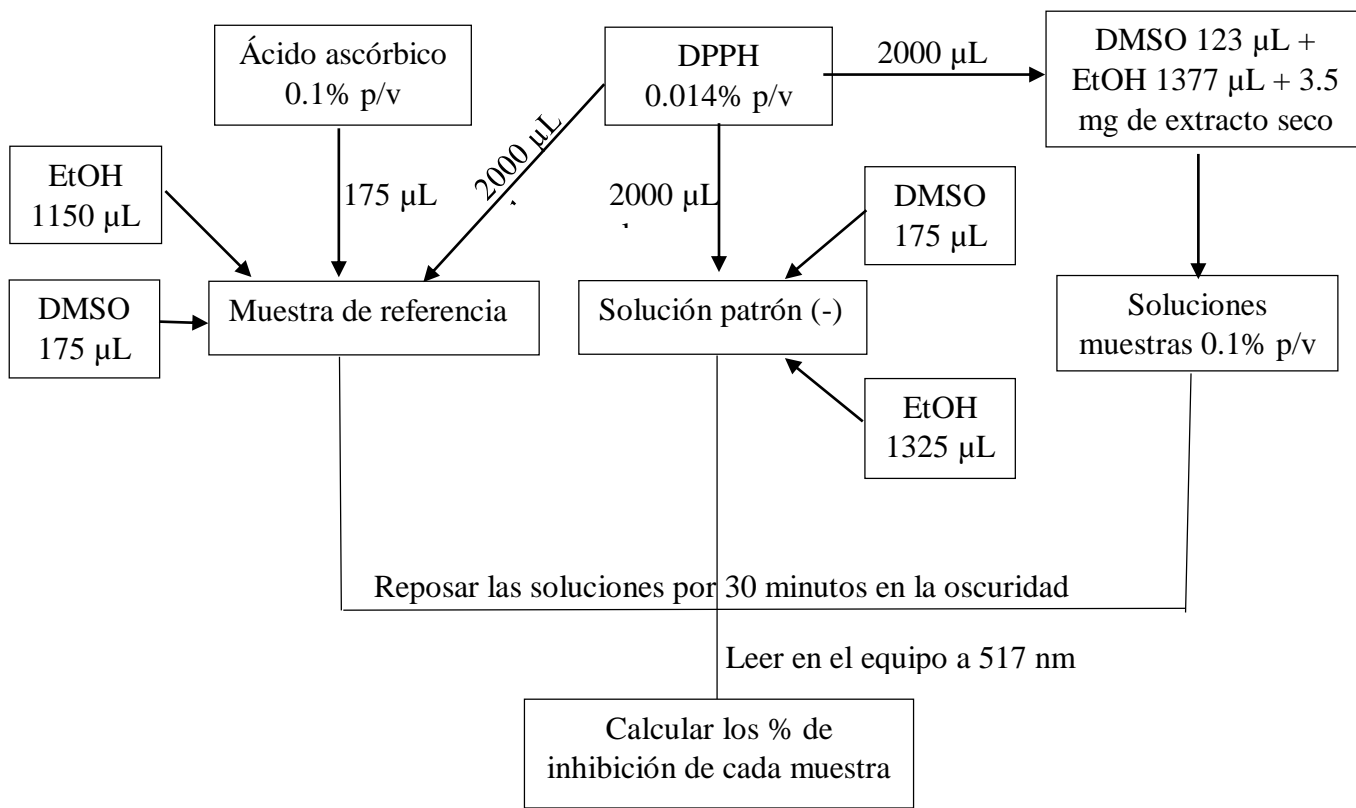 Ácido ascórbico
0.1% p/v
DPPH
0.014% p/v
2000 µL
DMSO 123 µL +
EtOH 1377 µL + 3.5
mg de extracto seco
EtOH
1150 µL
175 µL
2000 µL
2000 µL
DMSO
175 µL
DMSO
175 µL
Muestra de referencia
Solución patrón (-)
Soluciones
muestras 0.1% p/v
EtOH
1325 µL
Reposar las soluciones por 30 minutos en la oscuridad
Leer en el equipo a 517 nm
Calcular los % de
inhibición de cada muestra